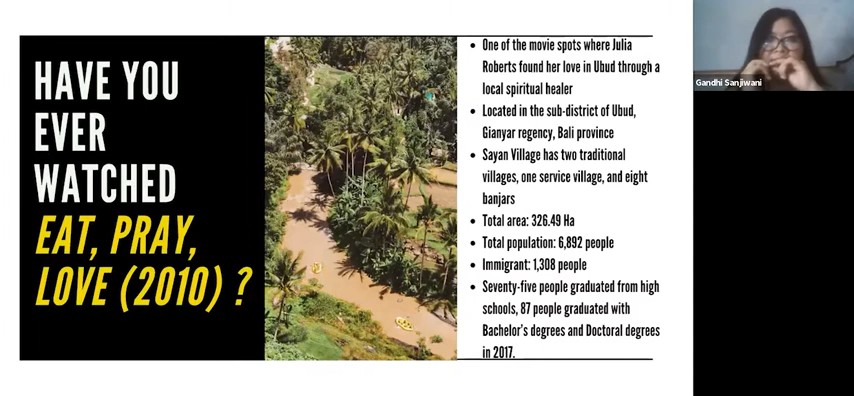 HAVE YOU
EVER
WATCHED
EAT, PRAY,
LOVE (2010) ?
One of the movie spots where Julia
Roberts found her love in Ubud through a
local spiritual healer
Located in the sub-district of Ubud,
Gianyar regency, Bali province
Sayan Village has two traditional
villages, one service village, and eight
banjars
Total area: 326.49 Ha
Total population: 6,892 people
Immigrant: 1,308 people
Seventy-five people graduated from high
schools, 87 people graduated with
Bachelor's degrees and Doctoral degrees
in 2017.
Gandhi Sanjiwani